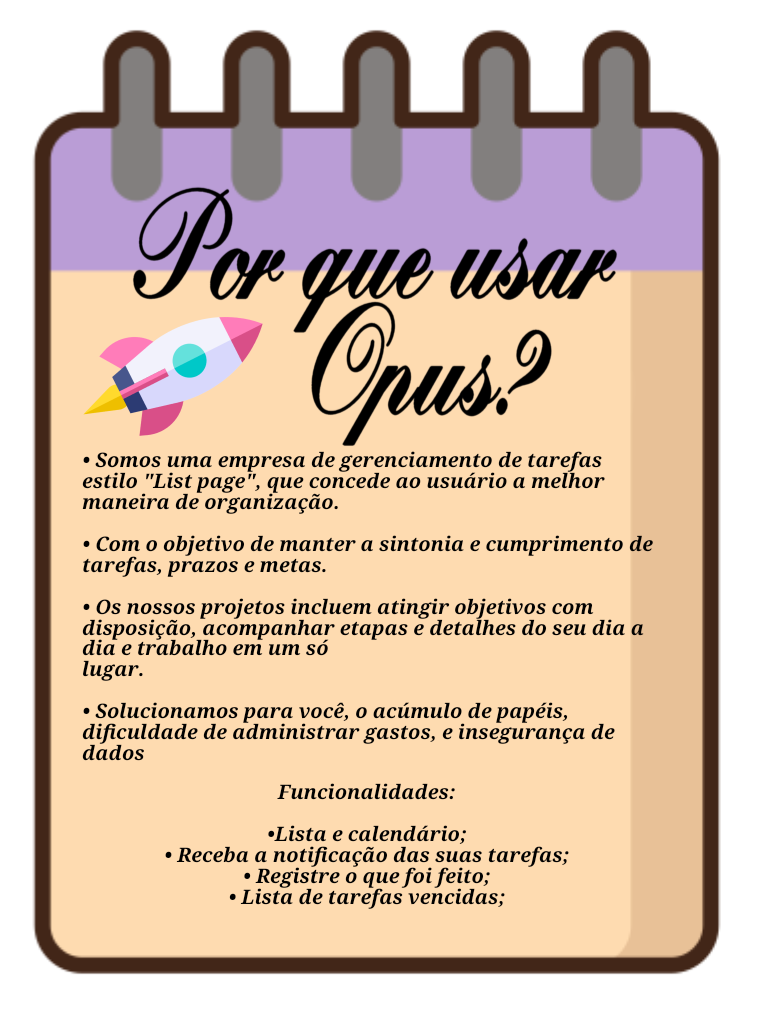 Por que usar
Opus?
• Somos uma empresa de gerenciamento de tarefas
estilo "List page", que concede ao usuário a melhor
maneira de organização.
• Com o objetivo de manter a sintonia e cumprimento de
tarefas, prazos e metas.
• Os nossos projetos incluem atingir objetivos com
disposição, acompanhar etapas e detalhes do seu dia a
dia e trabalho em um só
lugar.
• Solucionamos para você, o acúmulo de papéis,
dificuldade de administrar gastos, e insegurança de
dados
Funcionalidades:
•Lista e calendário;
• Receba a notificação das suas tarefas;
• Registre o que foi feito;
• Lista de tarefas vencidas;